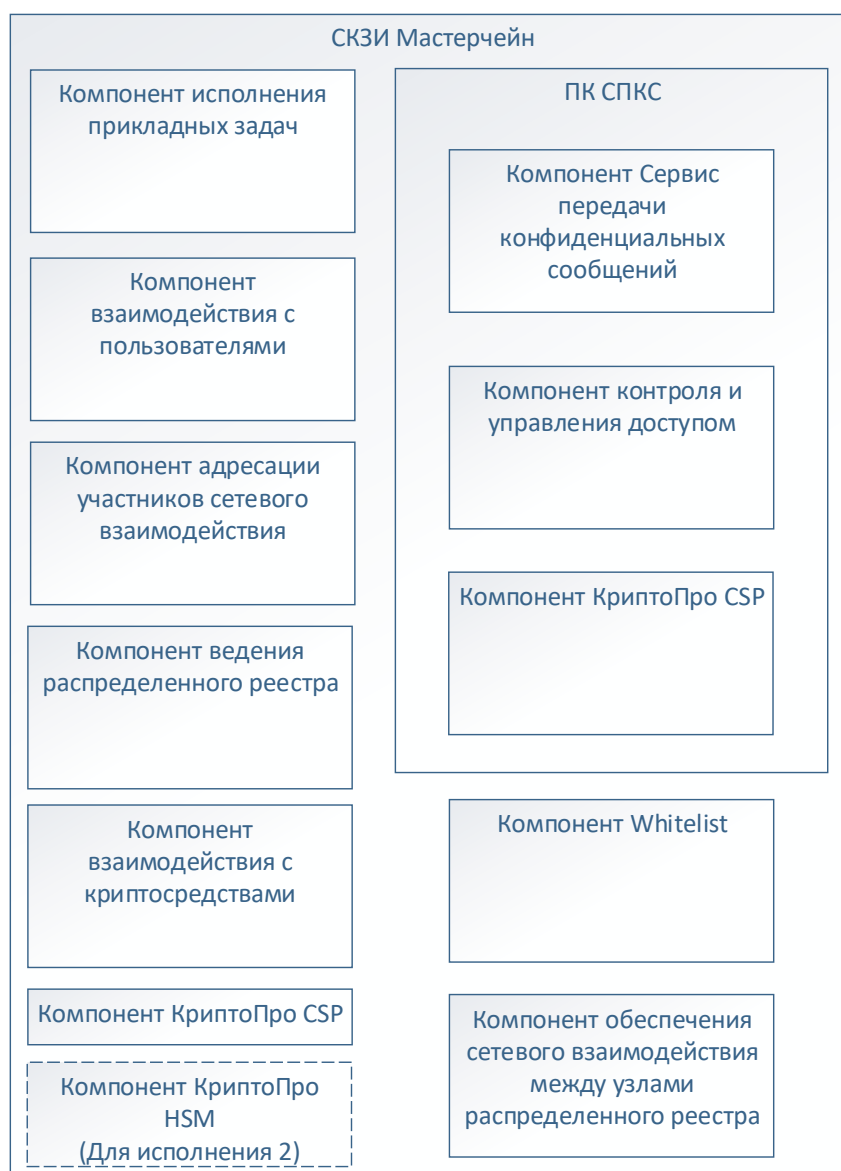 СКЗИ Мастерчейн
Компонент исполнения
прикладных задач
Компонент
взаимодействия с
пользователями
Компонент адресации
участников сетевого
взаимодействия
Компонент ведения
распределенного реестра
Компонент
взаимодействия с
криптосредствами
Компонент КриптоПро CSP
Компонент КриптоПро
HSM
(Для исполнения 2)
ПК СПКС
Компонент Сервис
передачи
конфиденциальных
сообщений
Компонент контроля и
управления доступом
Компонент КриптоПро CSP
Компонент Whitelist
Компонент обеспечения
сетевого взаимодействия
между узлами
распределенного реестра